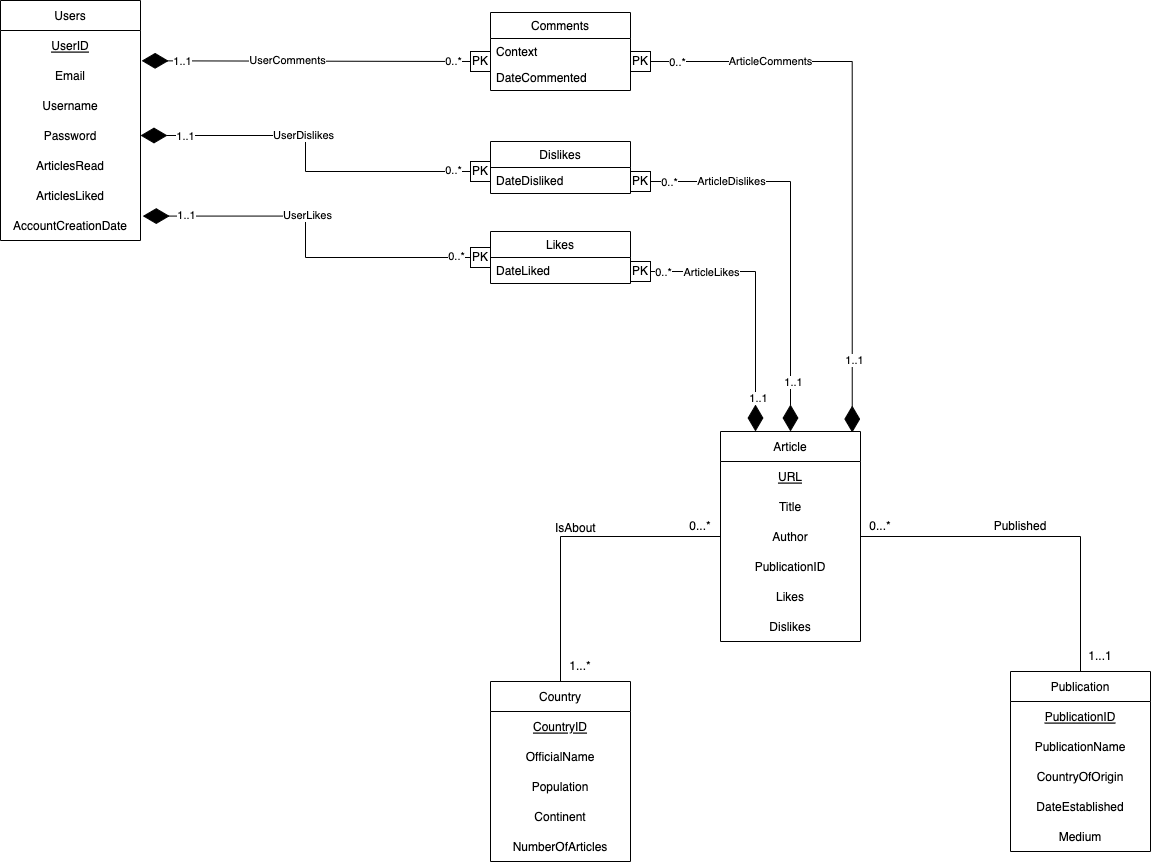 Users
UserID
Email
Username
Password
ArticlesRead
ArticlesLiked
AccountCreationDate
1..1
UserComments
0..*
PK
Comments
Context
DateCommented
PK
0..*
ArticleComments
1..1
1..1
UserDislikes
0..*
PK
Dislikes
DateDisliked
PK
0..*
ArticleDislikes
1..1
1..1
UserLikes
0..*
PK
Likes
DateLiked
PK
0..*
ArticleLikes
1..1
Article
URL
Title
Author
PublicationID
Likes
Dislikes
IsAbout
0...*
1...*
0...*
Published
1...1
Country
CountryID
OfficialName
Population
Continent
NumberOfArticles
Publication
PublicationID
PublicationName
CountryOfOrigin
DateEstablished
Medium